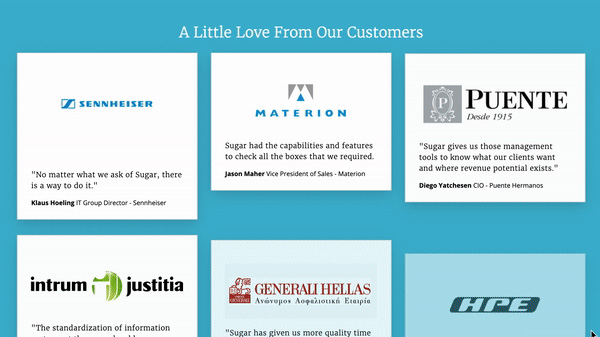 A Little Love From Our Customers
SENNHEISER
"No matter what we ask of Sugar, there
is a way to do it."
Klaus Hoeling IT Group Director - Sennheiser
MATERION
Sugar had the capabilities and features
to check all the boxes that we required.
Jason Maher Vice President of Sales - Materion
P
PUENTE
Desde 1915
"Sugar gives us those management
tools to know what our clients want
and where revenue potential exists."
Diego Yatchesen CIO - Puente Hermanos
intrum justitia
"The standardization of information
GENERALI HELLAS
Ανώνυμος Ασφαλιστική Εταιρία
"Sugar has given us more quality time
HPE